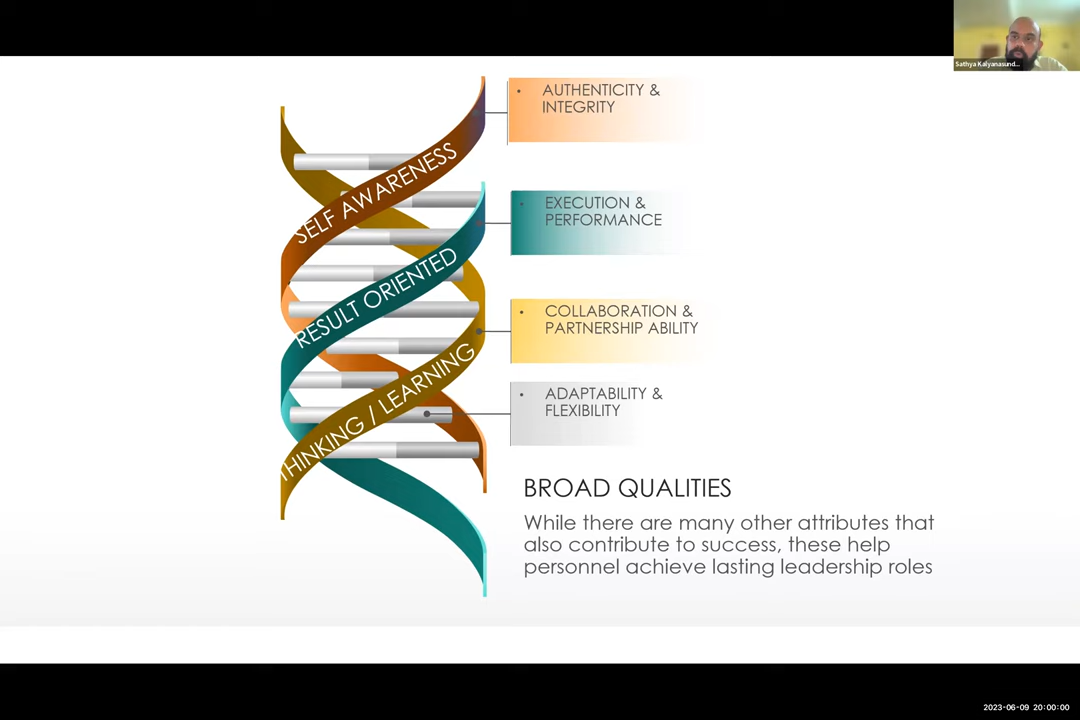 Sathya Kalyanasund...
SELF AWARENESS
RESULT ORIENTED
THINKING / LEARNING
• AUTHENTICITY &
INTEGRITY
• EXECUTION &
PERFORMANCE
• COLLABORATION &
PARTNERSHIP ABILITY
• ADAPTABILITY &
FLEXIBILITY
BROAD QUALITIES
While there are many other attributes that
also contribute to success, these help
personnel achieve lasting leadership roles
2023-06-09 20:00:00